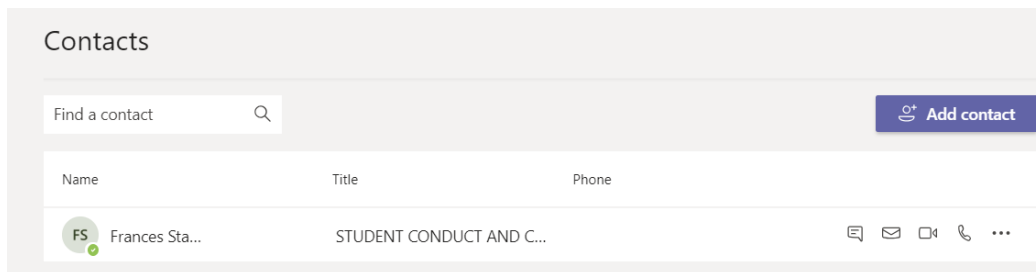 Contacts
Find a contact
Add contact
Name Title Phone
FS Frances Sta... STUDENT CONDUCT AND C...